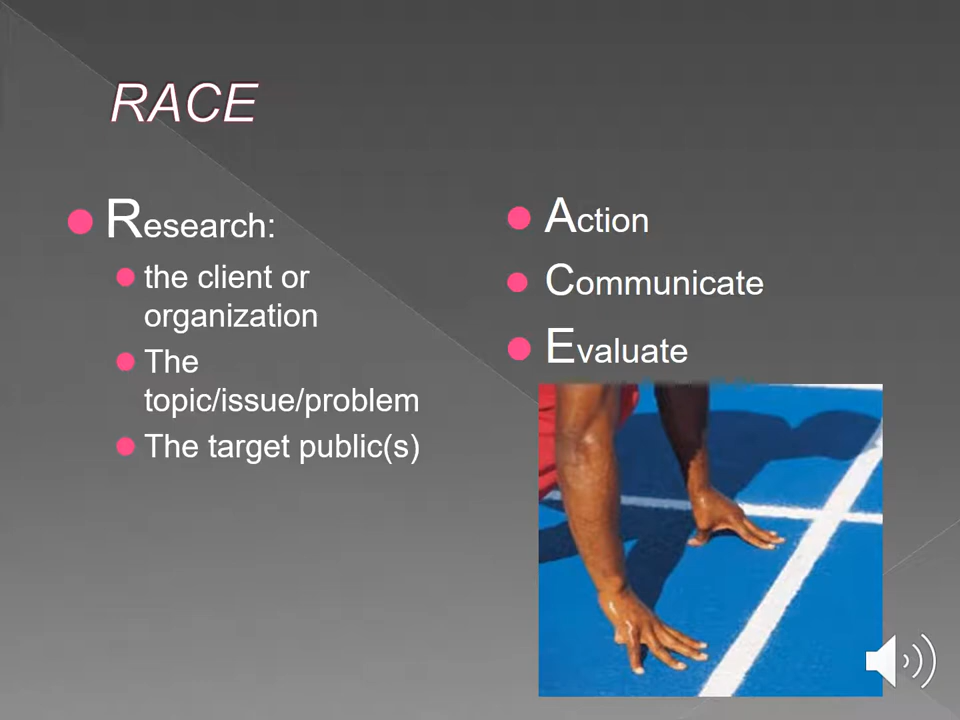 RACE
Research:
the client or
organization
The
topic/issue/problem
The target public(s)
Action
Communicate
Evaluate